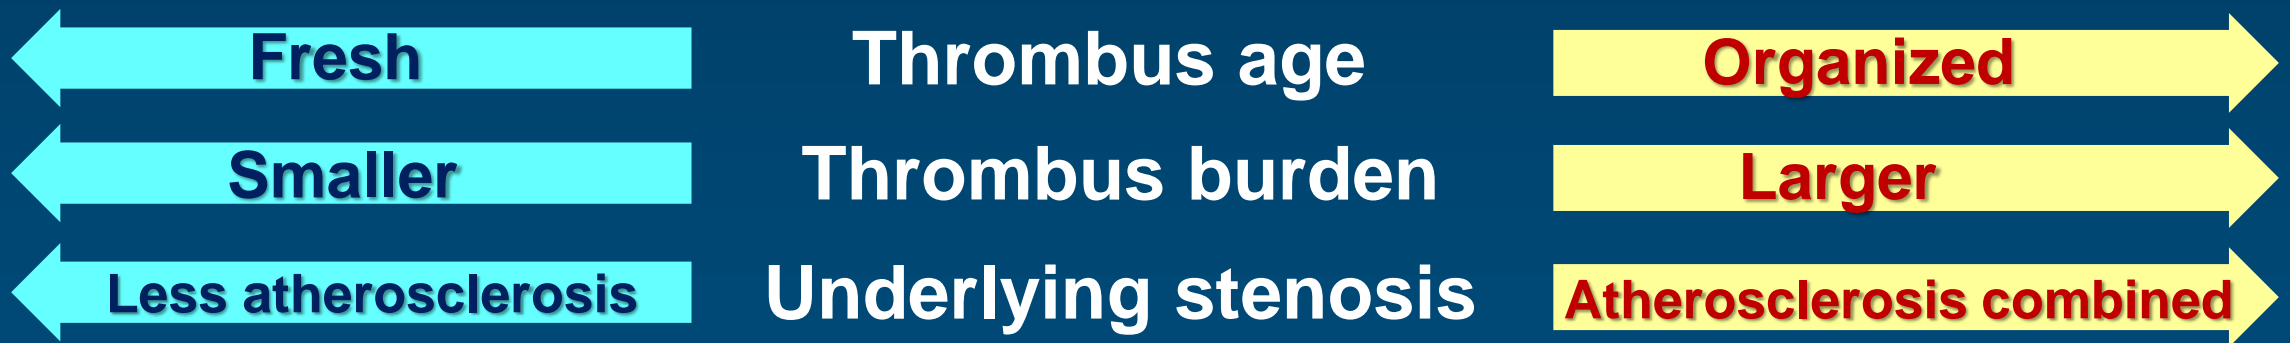 Fresh Thrombus age Organized
Smaller Thrombus burden Larger
Less atherosclerosis Underlying stenosis Atherosclerosis combined